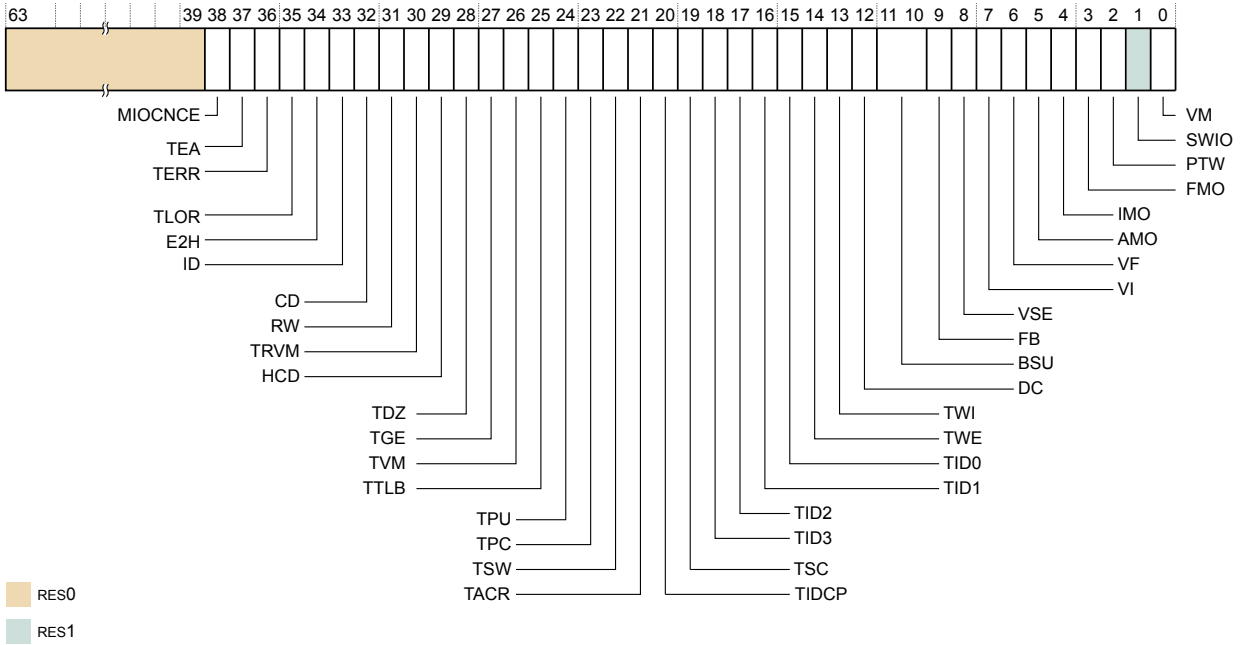 63 39 38 37 36 35 34 33 32 31 30 29 28 27 26 25 24 23 22 21 20 19 18 17 16 15 14 13 12 11 10 9 8 7 6 5 4 3 2 1 0
MIOCNCE VM
SWIO
TEA
PTW
TERR
FMO
TLOR IMO
E2H AMO
ID VF
VI
CD
VSE
RW
FB
TRVM
BSU
HCD
DC
TDZ TWI
TGE TWE
TVM TID0
TTLB TID1
TPU TID2
TPC TID3
TSW TSC
TACR TIDCP
RES0
RES1